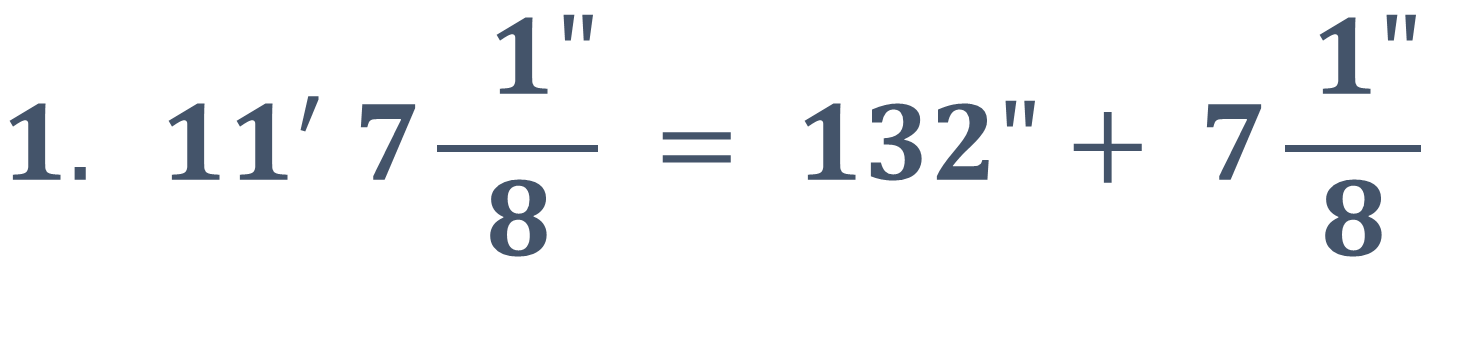 1. 11′ 7 1"/8 = 132" + 7 1"/8